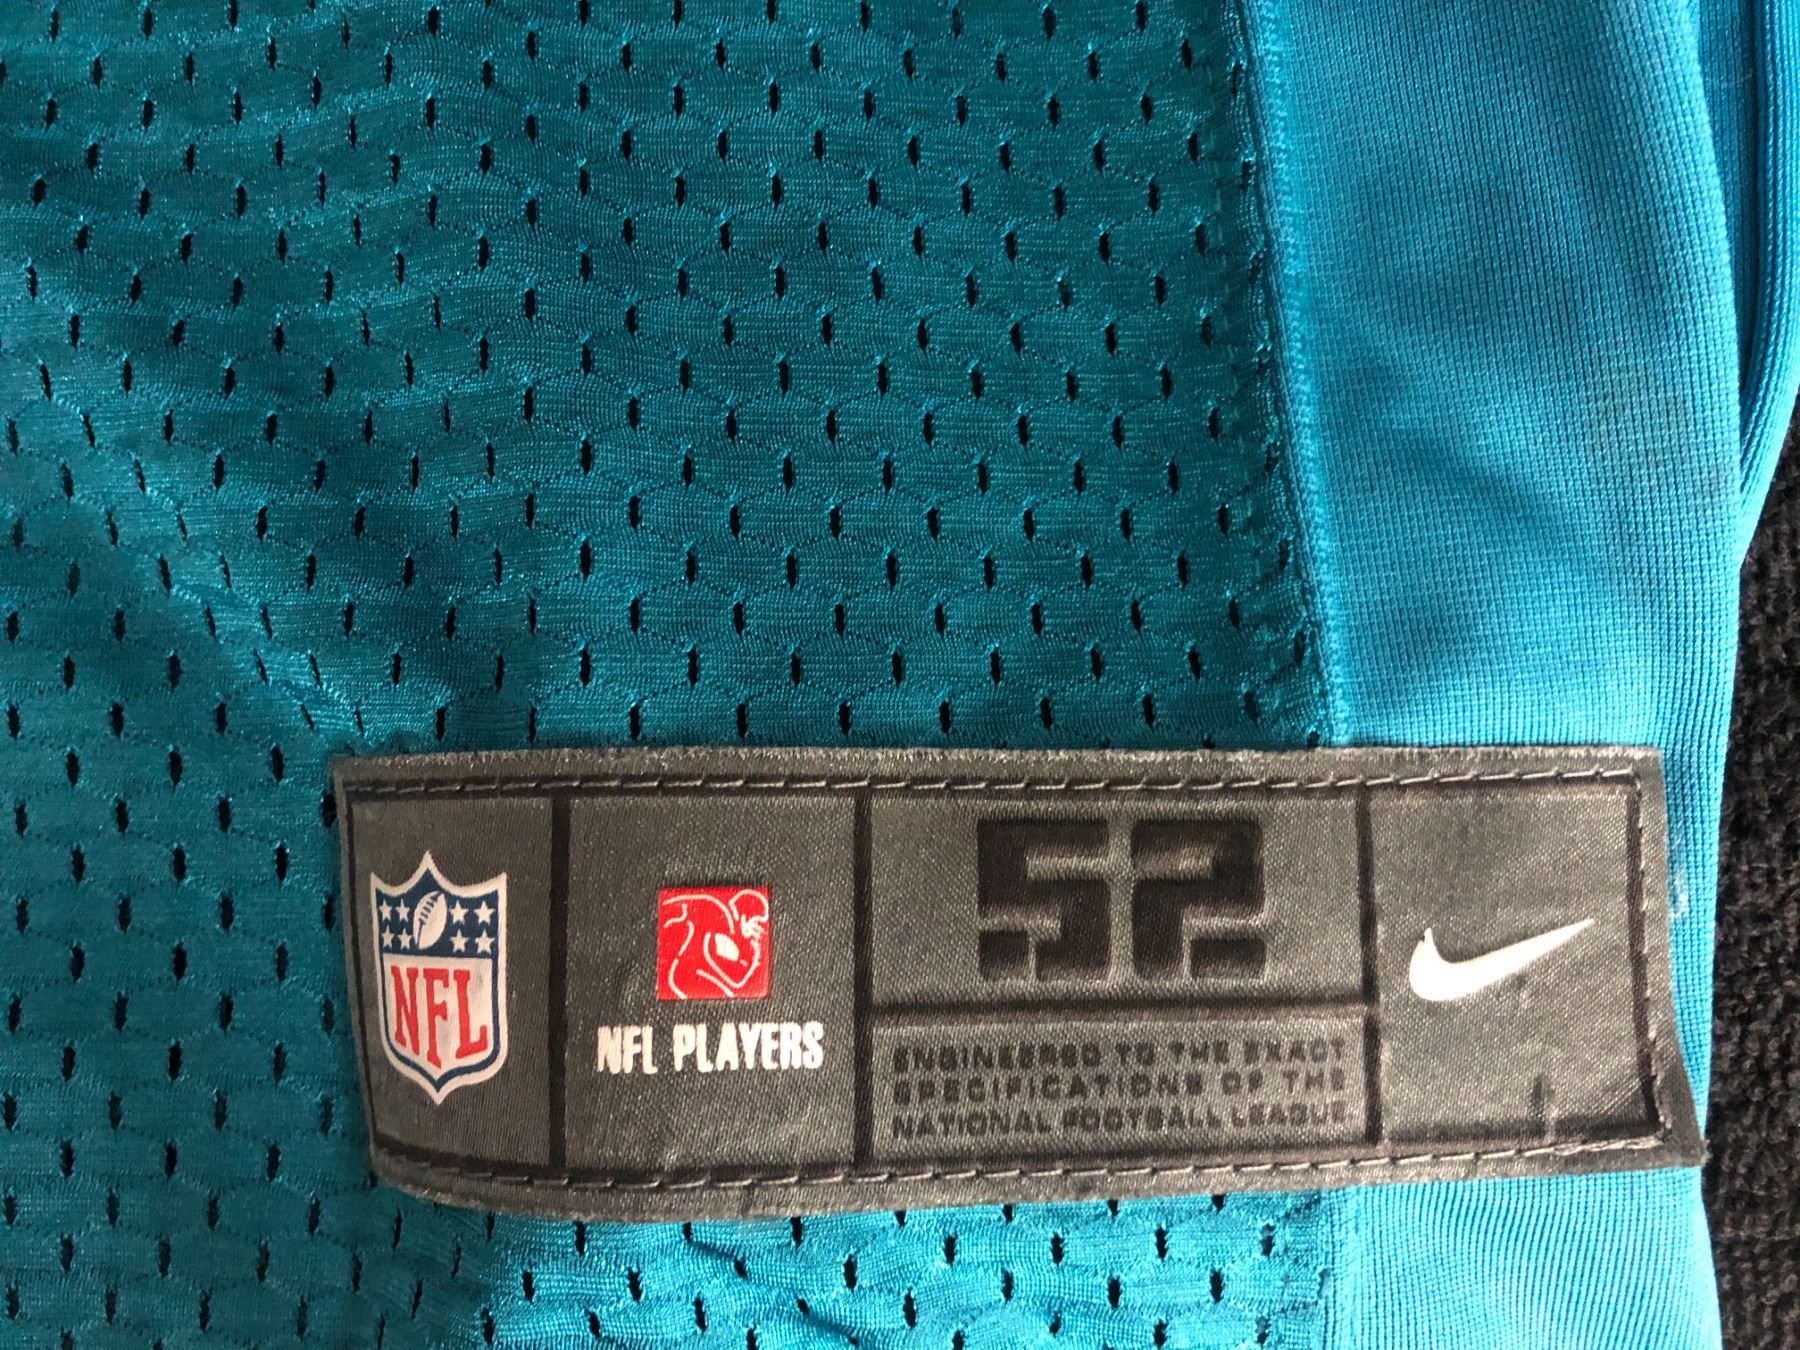 NFL
NFL PLAYERS
52
ENGINEERED TO THE EXACT
SPECIFICATIONS OF THE
NATIONAL FOOTBALL LEAGUE